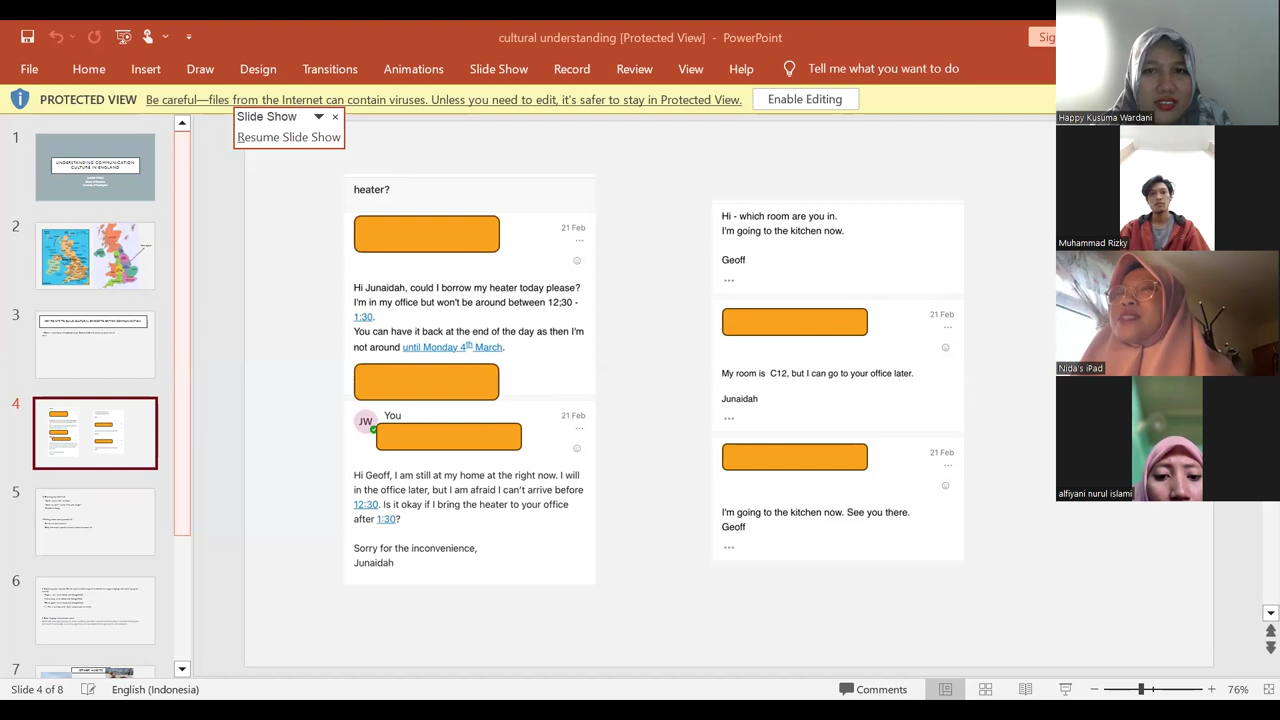 cultural understanding [Protected View] - PowerPoint
Sig
File Home Insert Draw Design Transitions Animations Slide Show Record Review View Help Tell me what you want to do
PROTECTED VIEW Be careful—files from the Internet can contain viruses. Unless you need to edit, it's safer to stay in Protected View. Enable Editing
Slide Show
Resume Slide Show
1
UNDERSTANDING COMMUNICATION
CULTURE IN ENGLAND
2
3
4
5
6
7
heater?
21 Feb
Hi Junaidah, could I borrow my heater today please?
I'm in my office but won't be around between 12;30 -
1:30.
You can have it back at the end of the day as then I'm
not around until Monday 4th March.
JW You
21 Feb
Hi Geoff, I am still at my home at the right now. I will
in the office later, but I am afraid I can't arrive before
12:30. Is it okay if I bring the heater to your office
after 1:30?
Sorry for the inconvenience,
Junaidah
Hi - which room are you in.
I'm going to the kitchen now.
Geoff
21 Feb
My room is C12, but I can go to your office later.
Junaidah
21 Feb
I'm going to the kitchen now. See you there.
Geoff
Happy Kusuma Wardani
Muhammad Rizky
Nida's iPad
alfiyani nurul islami
Slide 4 of 8 English (Indonesia) Comments 76%